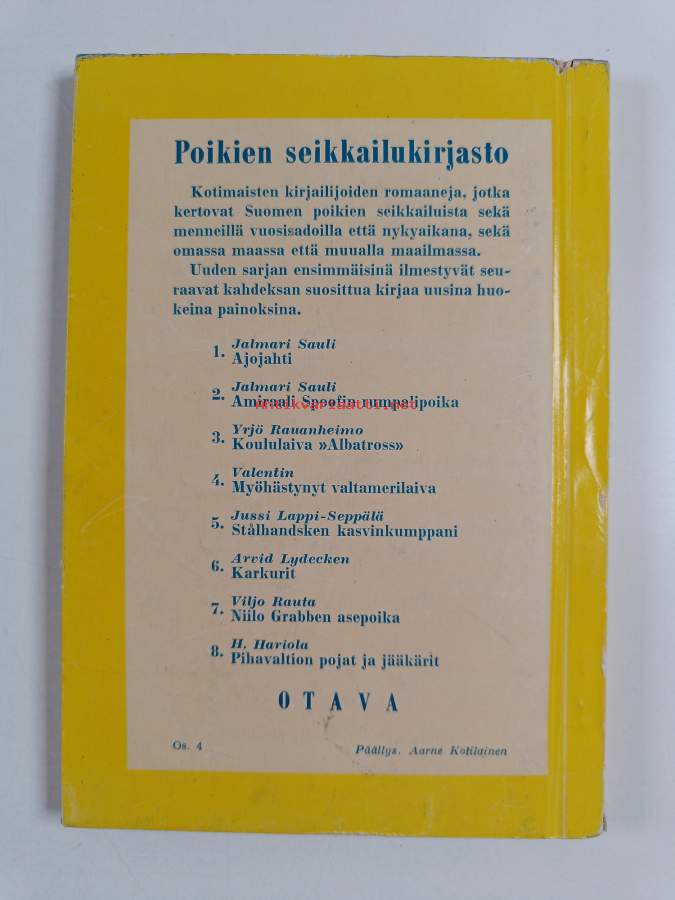 Poikien seikkailukirjasto
Kotimaisten kirjailijoiden romaaneja, jotka
kertovat Suomen poikien seikkailuista sekä
menneillä vuosisadoilla että nykyaikana, sekä
omassa maassa että muualla maailmassa.
Uuden sarjan ensimmäisinä ilmestyvät seu-
raavat kahdeksan suosittua kirjaa uusina huo-
keina painoksina.
1. Jalmari Sauli
Ajojahti
2. Jalmari Sauli
Amiraali Spoofin rumpalipoika
Antikvariaatti.net
3. Yrjö Rauanheimo
Koululaiva »Albatross»
4. Valentin
Myöhästynyt valtamerilaiva
5. Jussi Lappi-Seppälä
Stålhandsken kasvinkumppani
6. Arvid Lydecken
Karkurit
7. Viljo Rauta
Niilo Grabben asepoika
8. H. Hariola
Pihavaltion pojat ja jääkärit
OTAVA
Os. 4
Päällys. Aarne Kotilainen